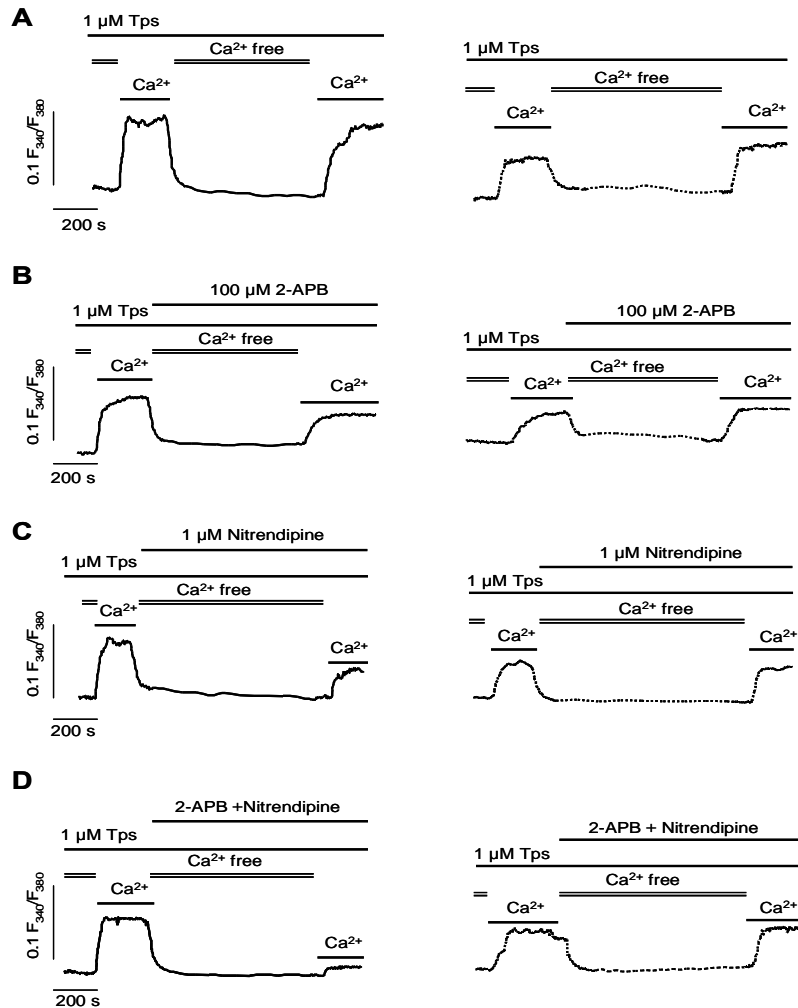 A
1 µM Tps
Ca²⁺ free
Ca²⁺
Ca²⁺
0.1 F₃₄₀/F₃₈₀
200 s
1 µM Tps
Ca²⁺ free
Ca²⁺
Ca²⁺
B
100 µM 2-APB
1 µM Tps
Ca²⁺ free
Ca²⁺
Ca²⁺
0.1 F₃₄₀/F₃₈₀
200 s
100 µM 2-APB
1 µM Tps
Ca²⁺ free
Ca²⁺
Ca²⁺
C
1 µM Nitrendipine
1 µM Tps
Ca²⁺ free
Ca²⁺
Ca²⁺
0.1 F₃₄₀/F₃₈₀
200 s
1 µM Nitrendipine
1 µM Tps
Ca²⁺ free
Ca²⁺
Ca²⁺
D
2-APB +Nitrendipine
1 µM Tps
Ca²⁺ free
Ca²⁺
Ca²⁺
0.1 F₃₄₀/F₃₈₀
200 s
2-APB + Nitrendipine
1 µM Tps
Ca²⁺ free
Ca²⁺
Ca²⁺